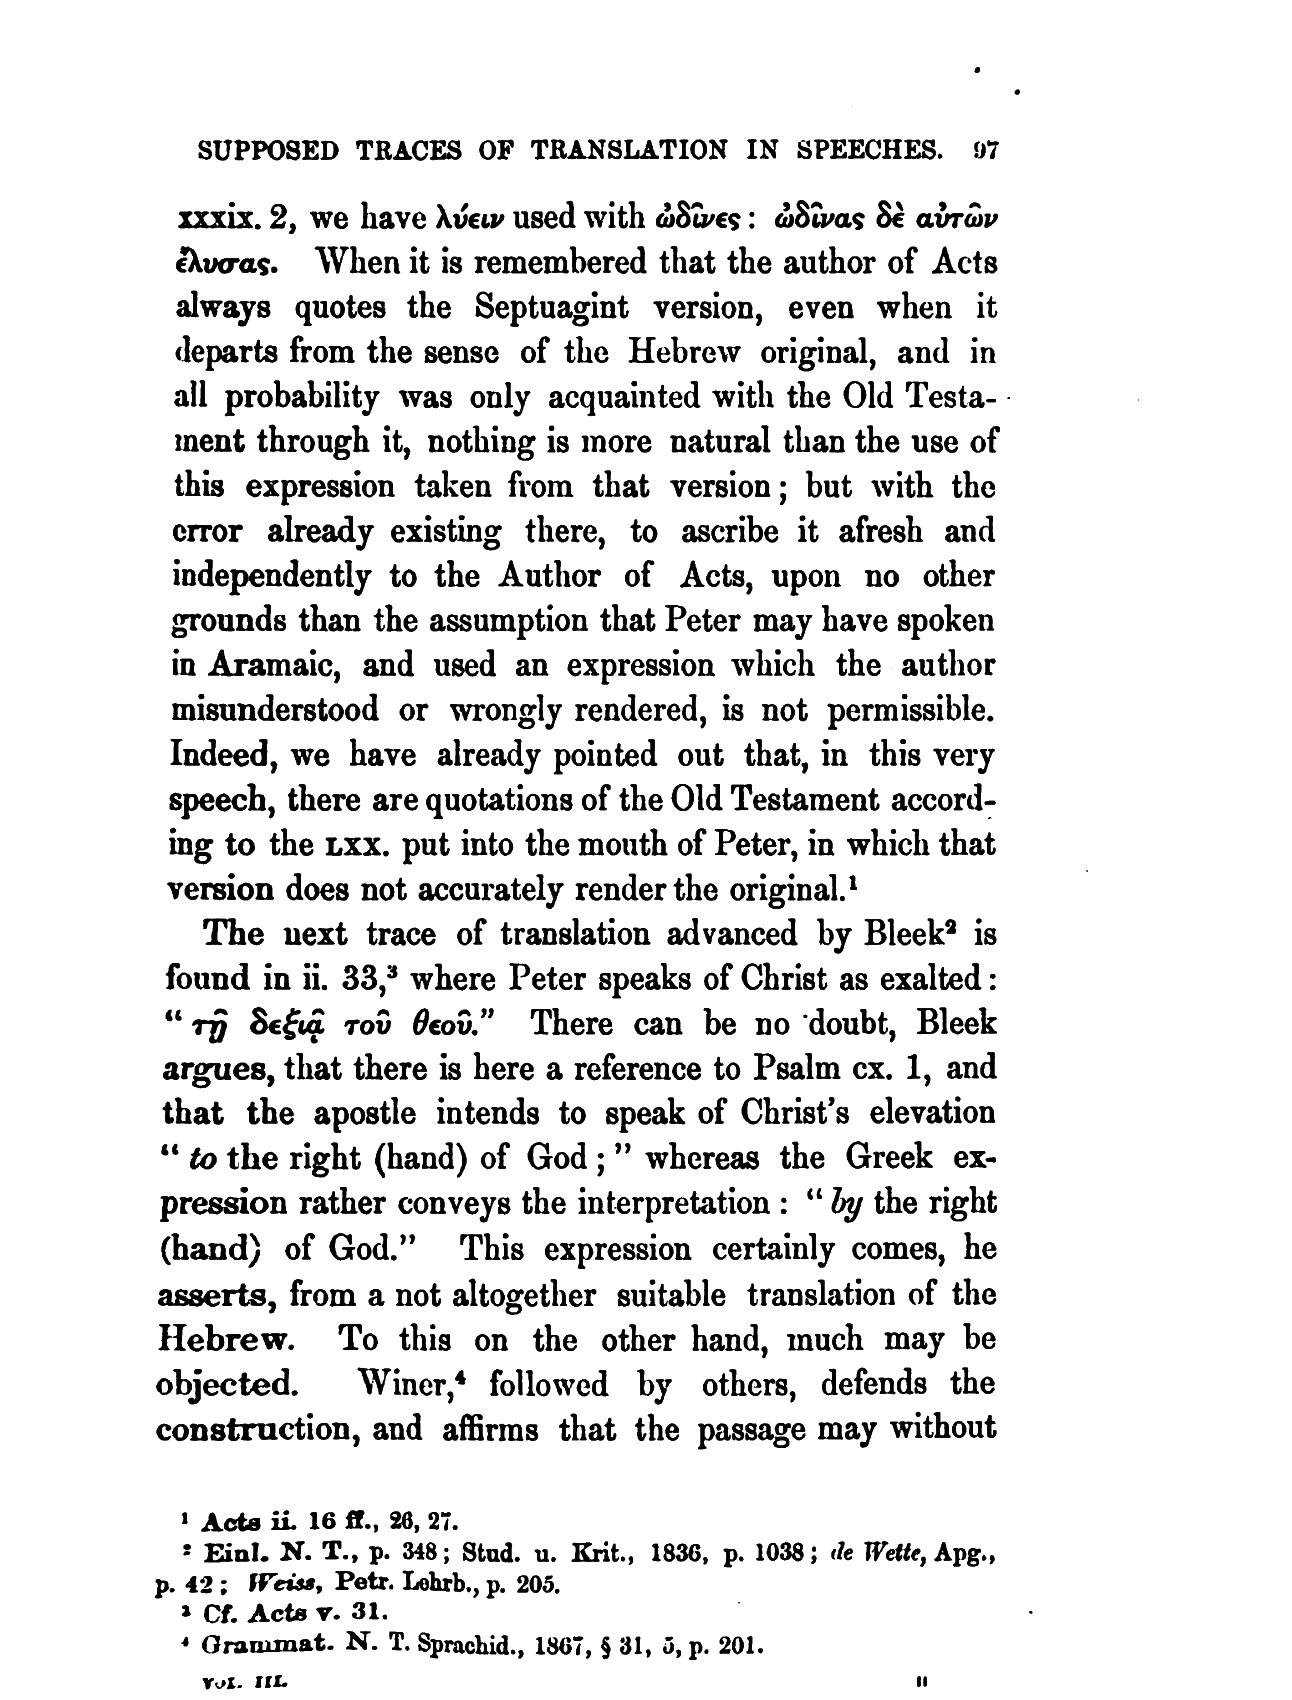 SUPPOSED TRACES OF TRANSLATION IN SPEECHES. 97
xxxix. 2, we have λύειν used with ὠδῖνες : ὠδῖνας δὲ αὐτῶν
ἔλυσας. When it is remembered that the author of Acts
always quotes the Septuagint version, even when it
departs from the sense of the Hebrew original, and in
all probability was only acquainted with the Old Testa-
ment through it, nothing is more natural than the use of
this expression taken from that version ; but with the
error already existing there, to ascribe it afresh and
independently to the Author of Acts, upon no other
grounds than the assumption that Peter may have spoken
in Aramaic, and used an expression which the author
misunderstood or wrongly rendered, is not permissible.
Indeed, we have already pointed out that, in this very
speech, there are quotations of the Old Testament accord-
ing to the LXX. put into the mouth of Peter, in which that
version does not accurately render the original.¹
The next trace of translation advanced by Bleek² is
found in ii. 33,³ where Peter speaks of Christ as exalted :
“ τῇ δεξιᾷ τοῦ θεοῦ.” There can be no doubt, Bleek
argues, that there is here a reference to Psalm cx. 1, and
that the apostle intends to speak of Christ’s elevation
“ to the right (hand) of God ; ” whereas the Greek ex-
pression rather conveys the interpretation : “ by the right
(hand) of God.” This expression certainly comes, he
asserts, from a not altogether suitable translation of the
Hebrew. To this on the other hand, much may be
objected. Winer,⁴ followed by others, defends the
construction, and affirms that the passage may without
¹ Acts ii. 16 ff., 26, 27.
² Einl. N. T., p. 348 ; Stud. u. Krit., 1836, p. 1038 ; de Wette, Apg.,
p. 42 ; Weiss, Petr. Lehrb., p. 205.
³ Cf. Acts v. 31.
⁴ Grammat. N. T. Sprachid., 1867, § 31, 5, p. 201.
VOL. III. H